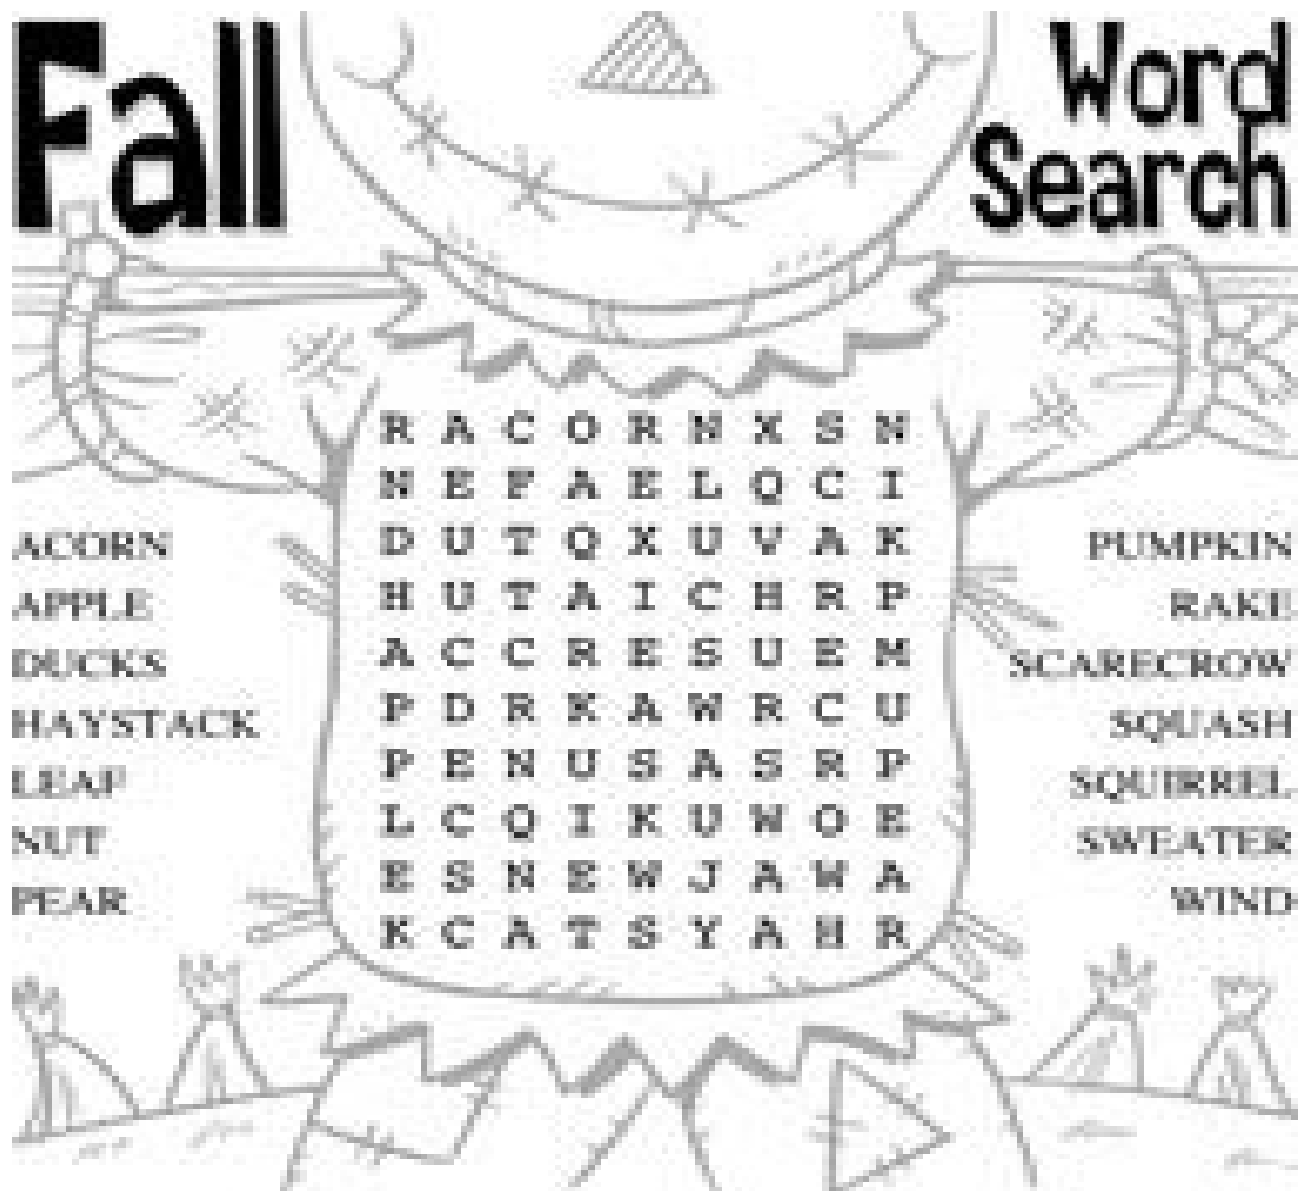 Fall
Word
Search
R A C O R N X S N
N E F A E L Q C I
D U T Q X U V A K
H U T A I C H R P
A C C R E S U E M
P D R K A W R C U
P E N U S A S R P
L C Q I K U W O E
E S N E W J A W A
K C A T S Y A H R
ACORN
APPLE
DUCKS
HAYSTACK
LEAF
NUT
PEAR
PUMPKIN
RAKE
SCARECROW
SQUASH
SQUIRREL
SWEATER
WIND